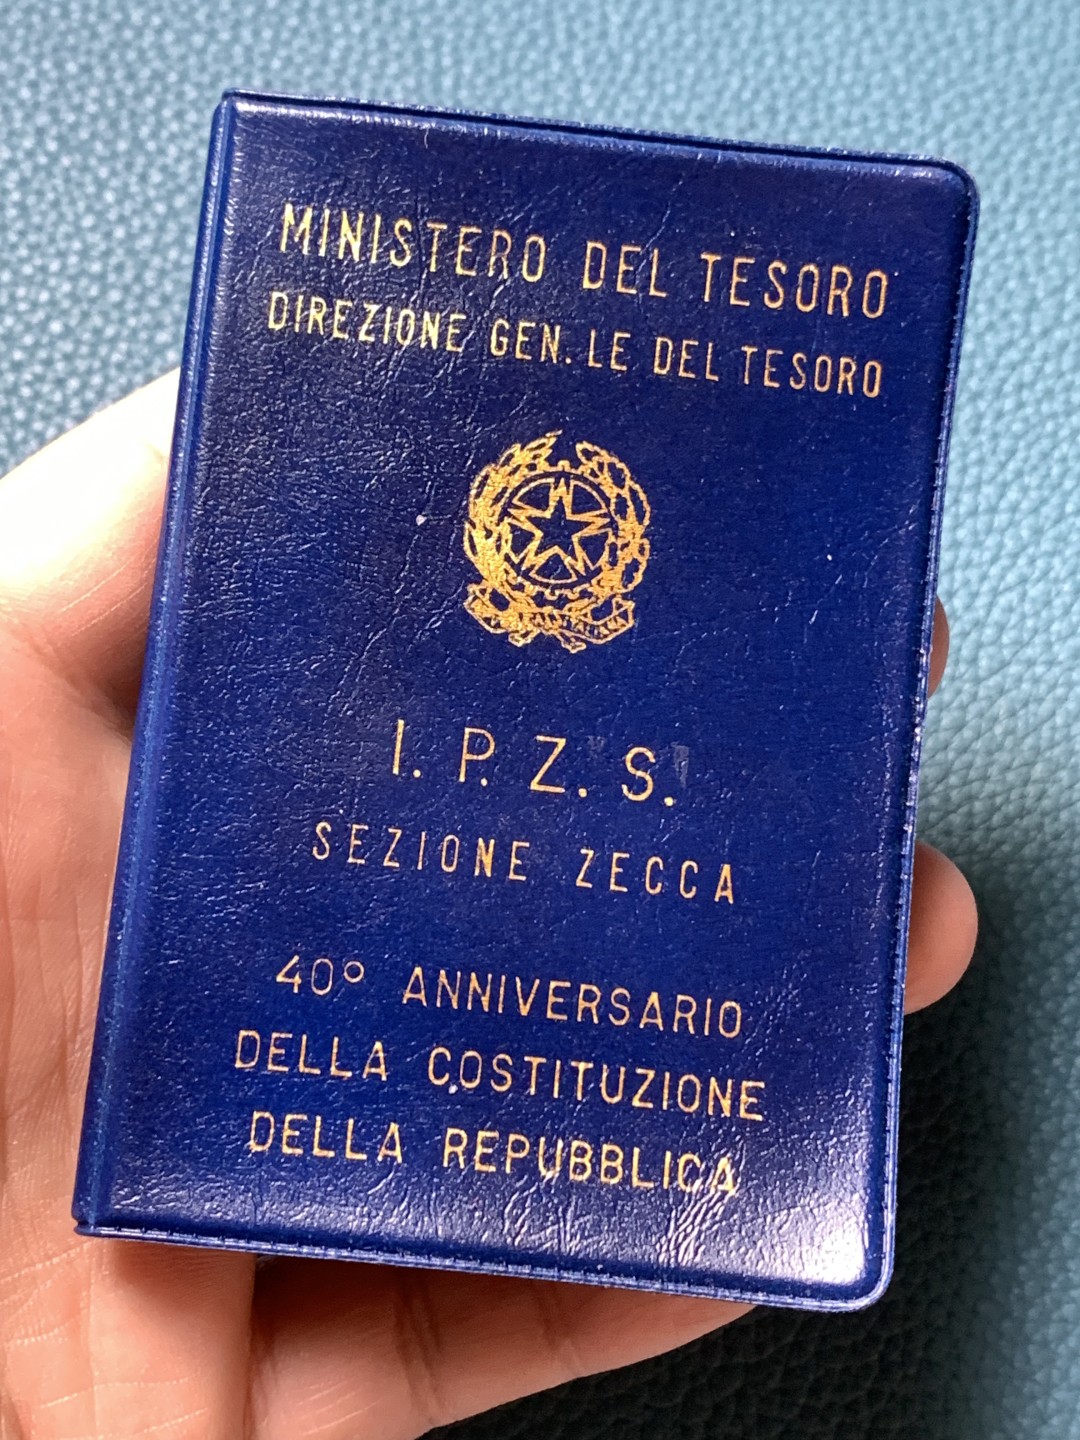 MINISTERO DEL TESORO
DIREZIONE GEN.LE DEL TESORO
I. P. Z. S.
SEZIONE ZECCA
40° ANNIVERSARIO
DELLA COSTITUZIONE
DELLA REPUBBLICA